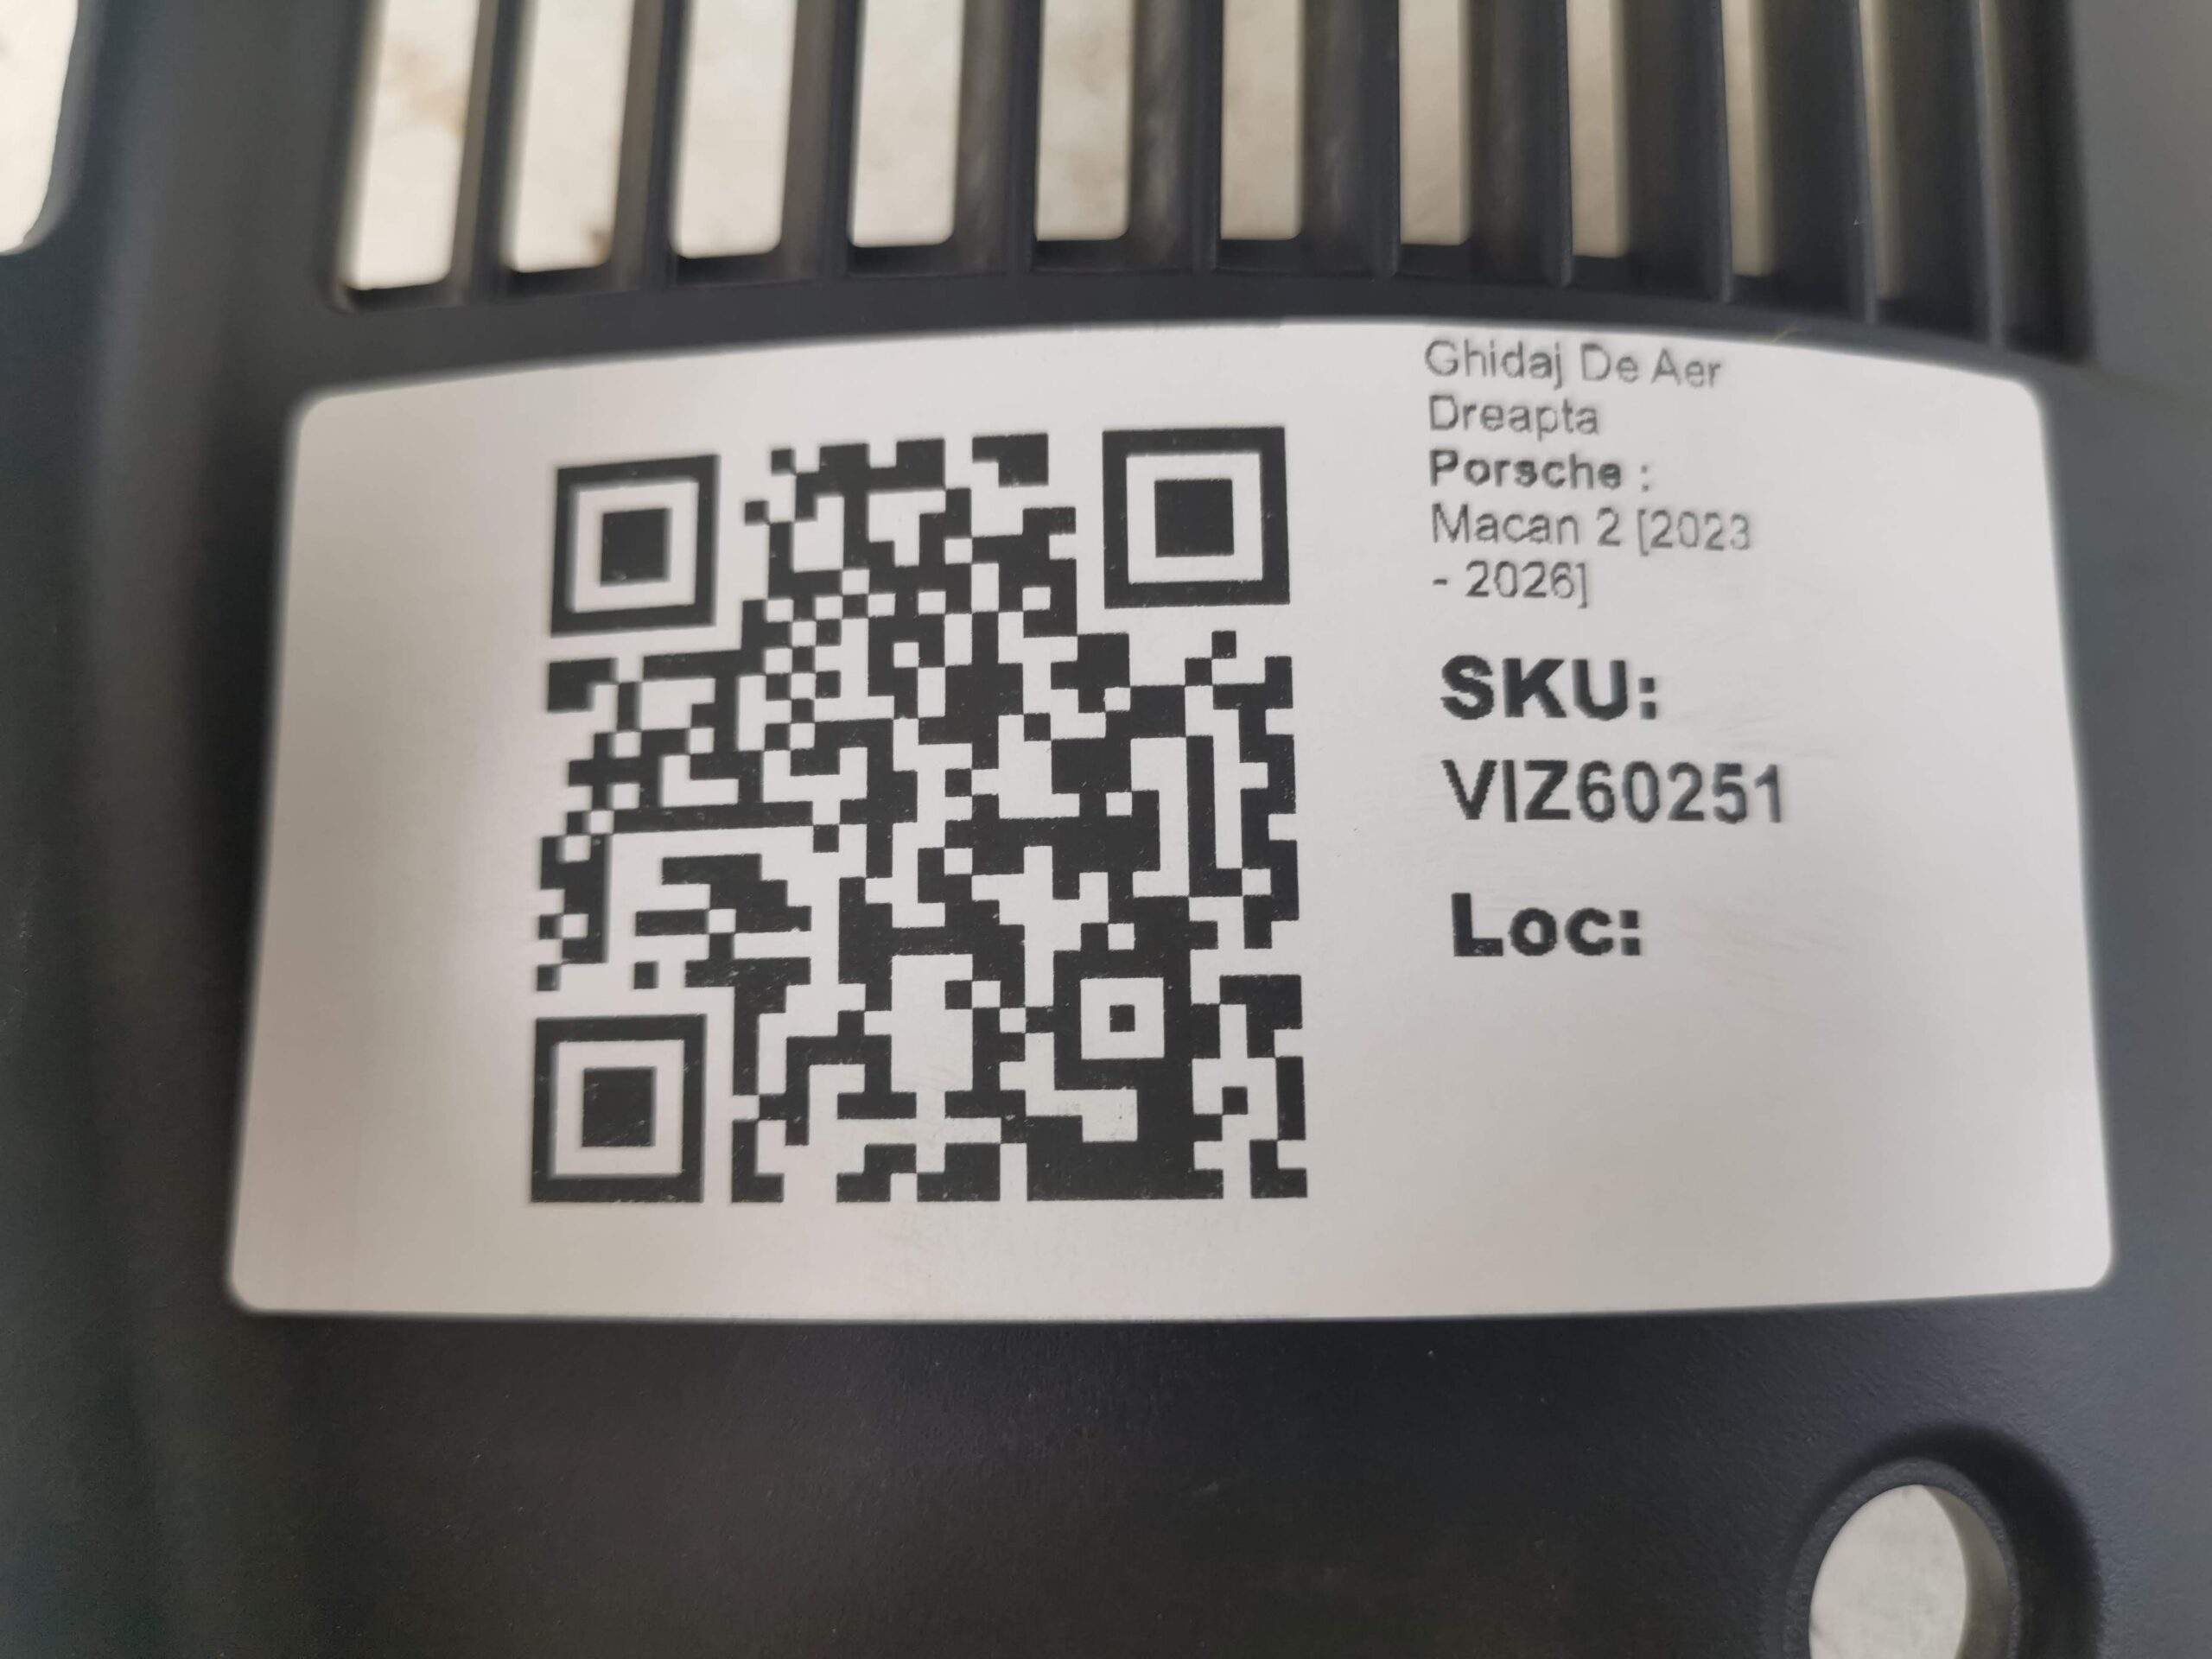 Ghidaj De Aer
Dreapta
Porsche :
Macan 2 [2023
- 2026]
SKU:
VIZ60251
Loc: